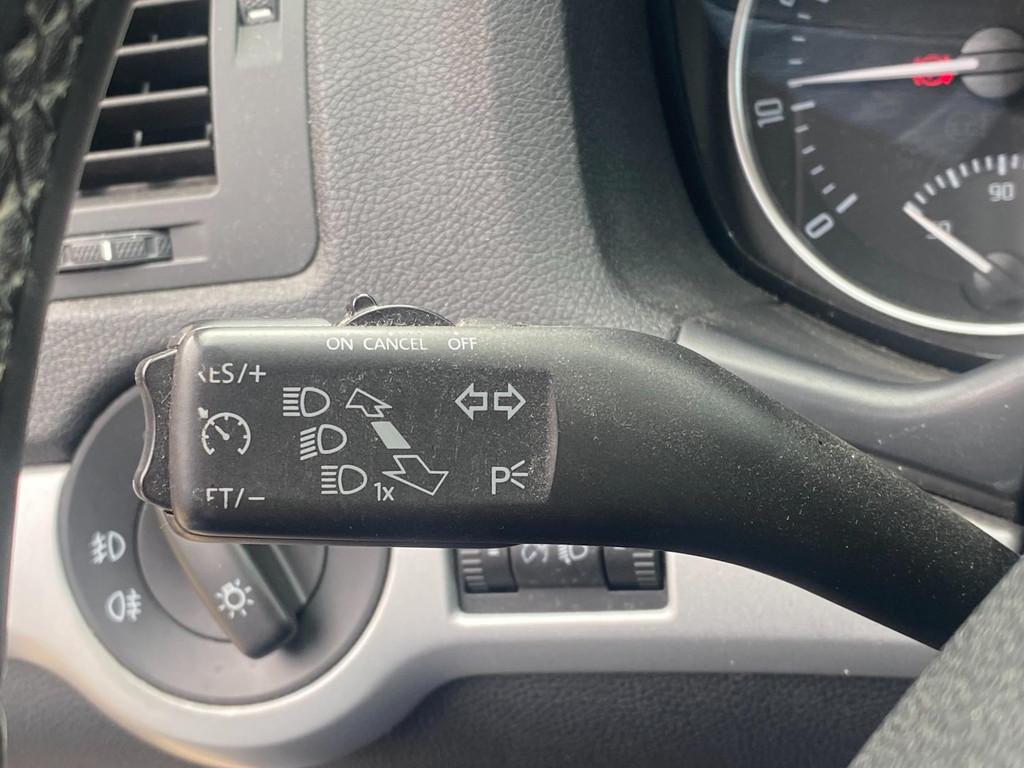 10
0
90
ON CANCEL OFF
RES/+
SET/-
1x
P